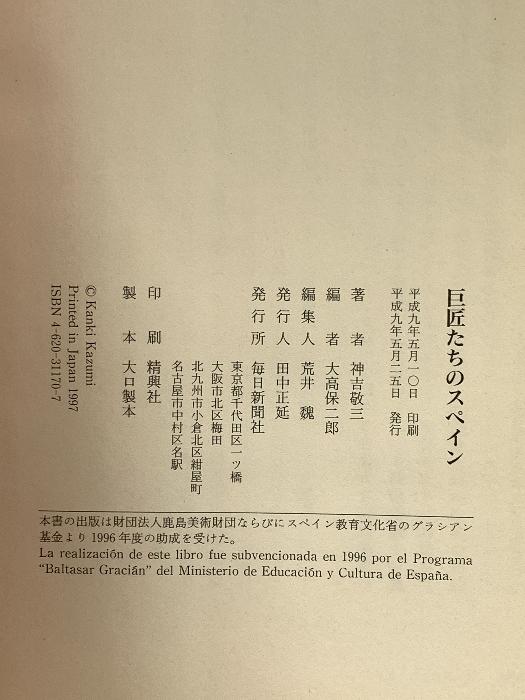 巨匠たちのスペイン
平成九年五月一〇日 印刷
平成九年五月二五日 発行
著者 神吉敬三
編者 大高保二郎
編集人 荒井 魏
発行人 田中正延
発行所 毎日新聞社
東京都千代田区一ツ橋
大阪市北区梅田
北九州市小倉北区紺屋町
名古屋市中村区名駅
印刷 精興社
製本 大口製本
© Kanki Kazumi
Printed in Japan 1997
ISBN 4-620-31170-7
本書の出版は財団法人鹿島美術財団ならびにスペイン教育文化省のグラシアン
基金より1996年度の助成を受けた。
La realización de este libro fue subvencionada en 1996 por el Programa
“Baltasar Gracián” del Ministerio de Educación y Cultura de España.